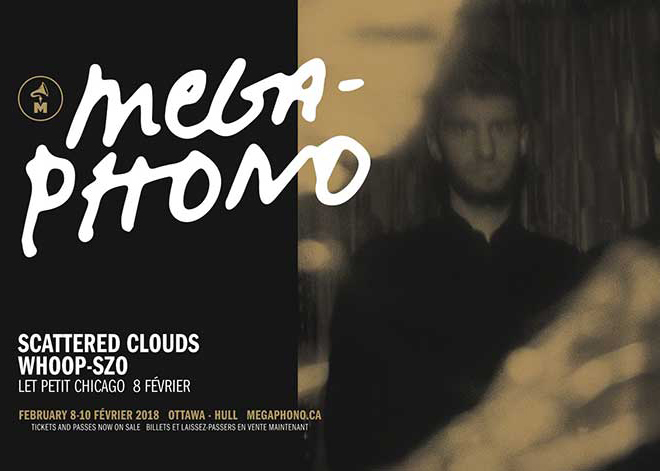 M
MEGA-
PHONO
SCATTERED CLOUDS
WHOOP-SZO
LET PETIT CHICAGO 8 FÉVRIER
FEBRUARY 8-10 FÉVRIER 2018 OTTAWA - HULL MEGAPHONO.CA
TICKETS AND PASSES NOW ON SALE BILLETS ET LAISSEZ-PASSERS EN VENTE MAINTENANT